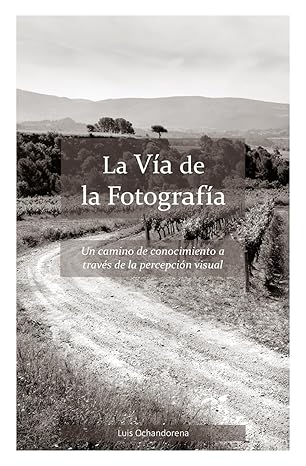 La Vía de
la Fotografía
Un camino de conocimiento a
través de la percepción visual
Luis Ochandorena